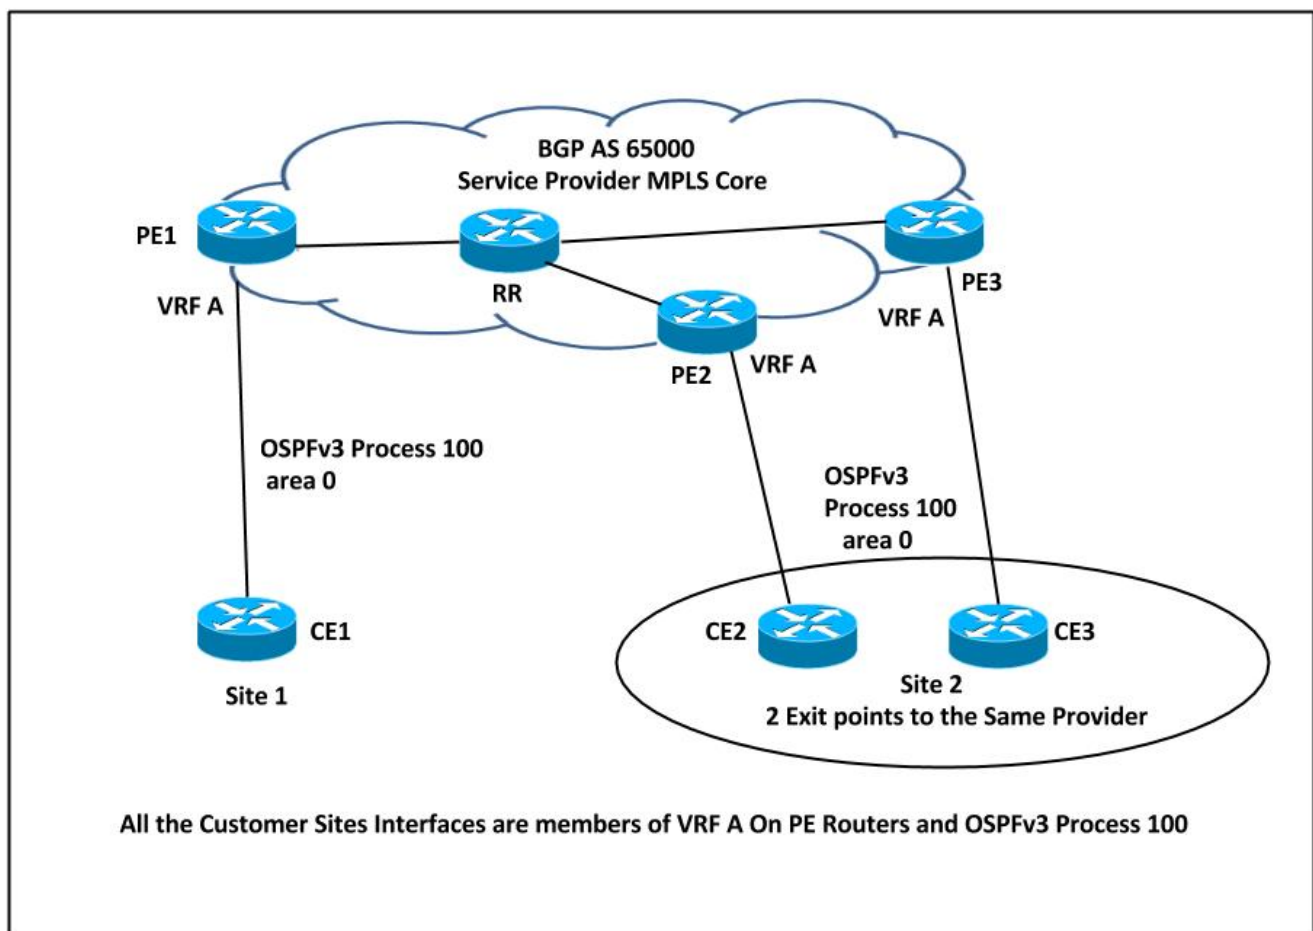 BGP AS 65000
Service Provider MPLS Core
PE1
RR
PE3
VRF A
VRF A
PE2
VRF A
OSPFv3 Process 100
area 0
OSPFv3
Process 100
area 0
CE1
CE2
CE3
Site 1
Site 2
2 Exit points to the Same Provider
All the Customer Sites Interfaces are members of VRF A On PE Routers and OSPFv3 Process 100